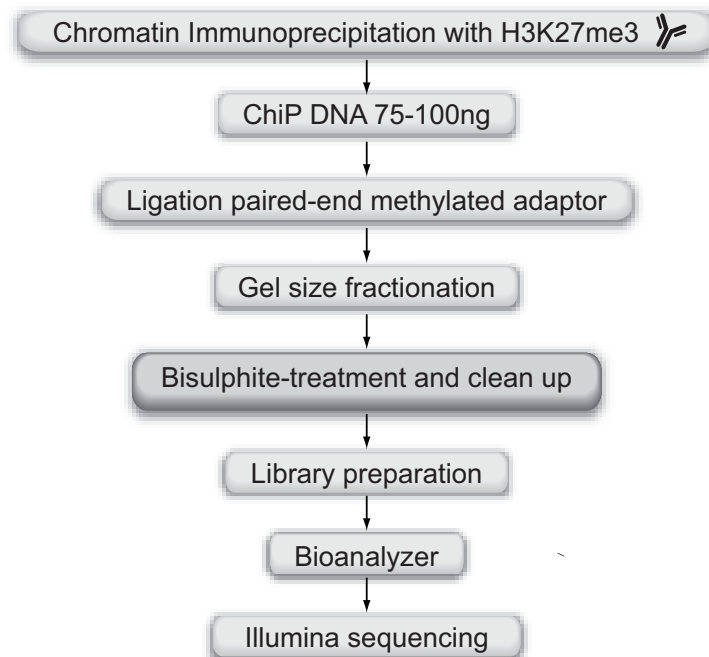 Chromatin Immunoprecipitation with H3K27me3
ChiP DNA 75-100ng
Ligation paired-end methylated adaptor
Gel size fractionation
Bisulphite-treatment and clean up
Library preparation
Bioanalyzer
Illumina sequencing